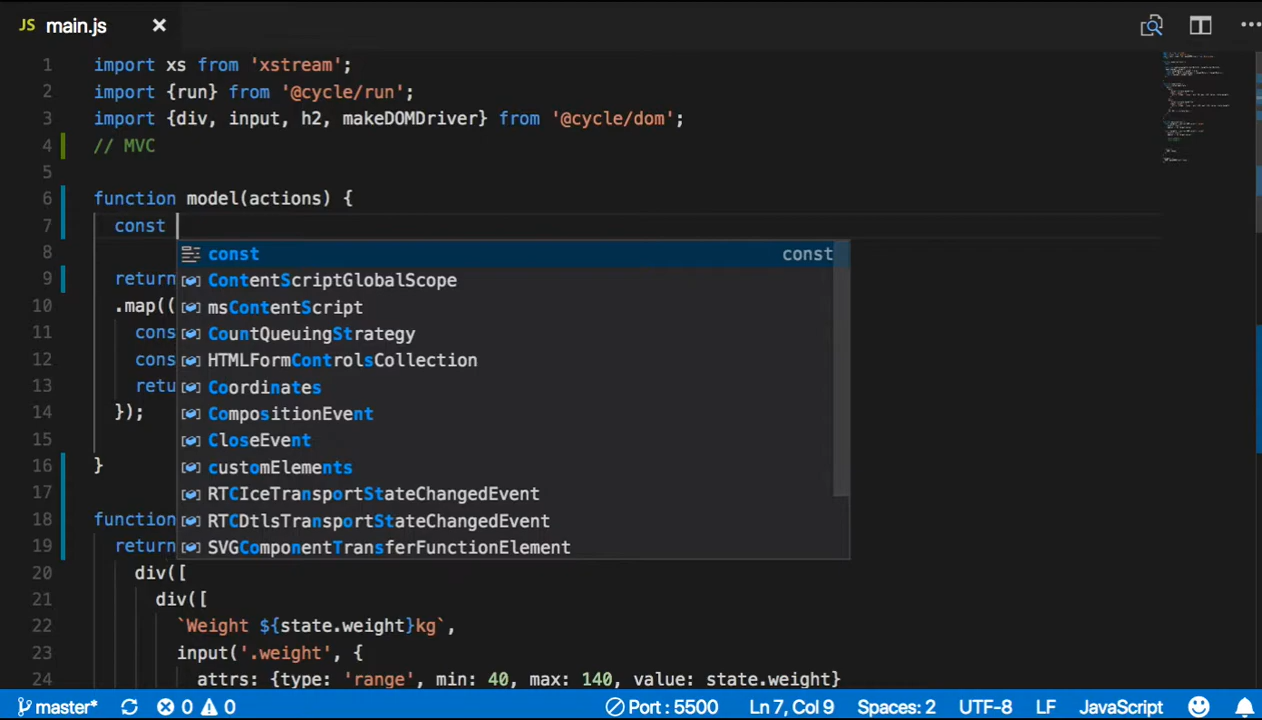 JS main.js ×
1 import xs from 'xstream';
2 import {run} from '@cycle/run';
3 import {div, input, h2, makeDOMDriver} from '@cycle/dom';
4 // MVC
5
6 function model(actions) {
7 const
const const
ContentScriptGlobalScope
msContentScript
CountQueuingStrategy
HTMLFormControlsCollection
Coordinates
CompositionEvent
CloseEvent
customElements
RTCIceTransportStateChangedEvent
RTCDtlsTransportStateChangedEvent
SVGComponentTransferFunctionElement
8
9 return
10 .map((
11 cons
12 cons
13 retu
14 });
15
16 }
17
18 function
19 return
20 div([
21 div([
22 `Weight ${state.weight}kg`,
23 input('.weight', {
24 attrs: {type: 'range', min: 40, max: 140, value: state.weight}
master* 0 0 Port : 5500 Ln 7, Col 9 Spaces: 2 UTF-8 LF JavaScript